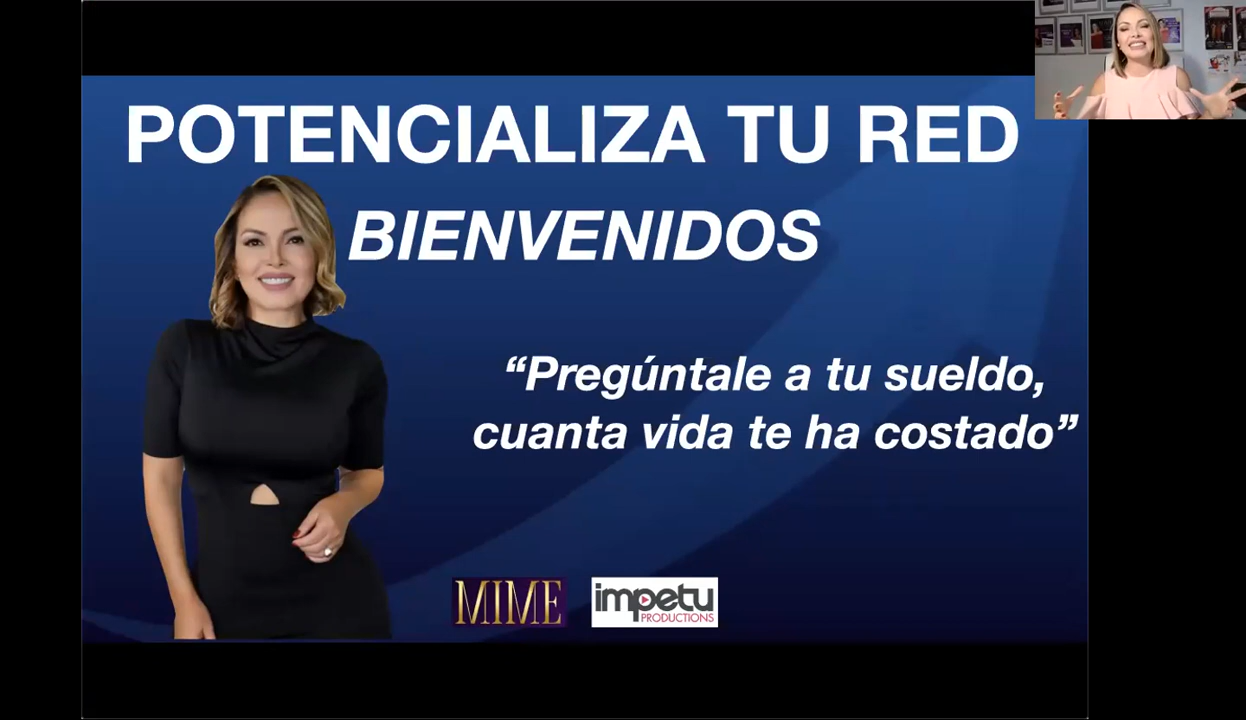 POTENCIALIZA TU RED
BIENVENIDOS
“Pregúntale a tu sueldo,
cuanta vida te ha costado”
MIME
impetu
PRODUCTIONS